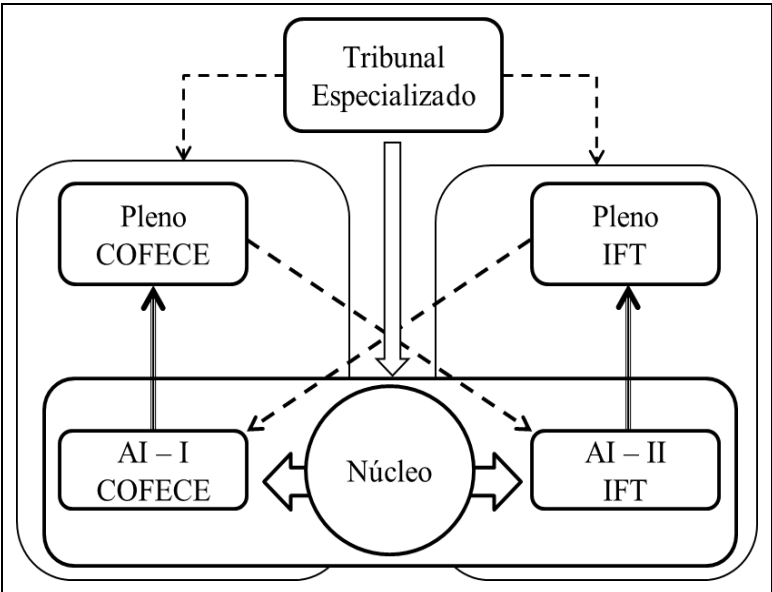 Tribunal
Especializado
Pleno
COFECE
Pleno
IFT
AI – I
COFECE
Núcleo
AI – II
IFT